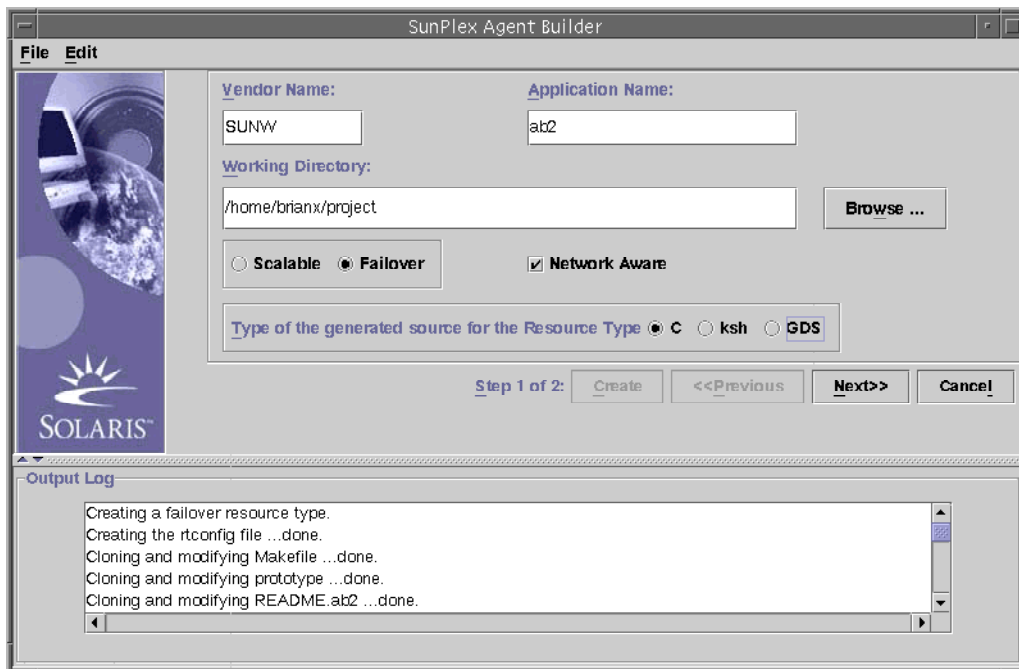 SunPlex Agent Builder
File Edit
Vendor Name: Application Name:
SUNW ab2
Working Directory:
/home/brianx/project Browse ...
Scalable Failover Network Aware
Type of the generated source for the Resource Type C ksh GDS
Step 1 of 2: Create <<Previous Next>> Cancel
SOLARIS™
Output Log
Creating a failover resource type.
Creating the rtconfig file ...done.
Cloning and modifying Makefile ...done.
Cloning and modifying prototype ...done.
Cloning and modifying README.ab2 ...done.